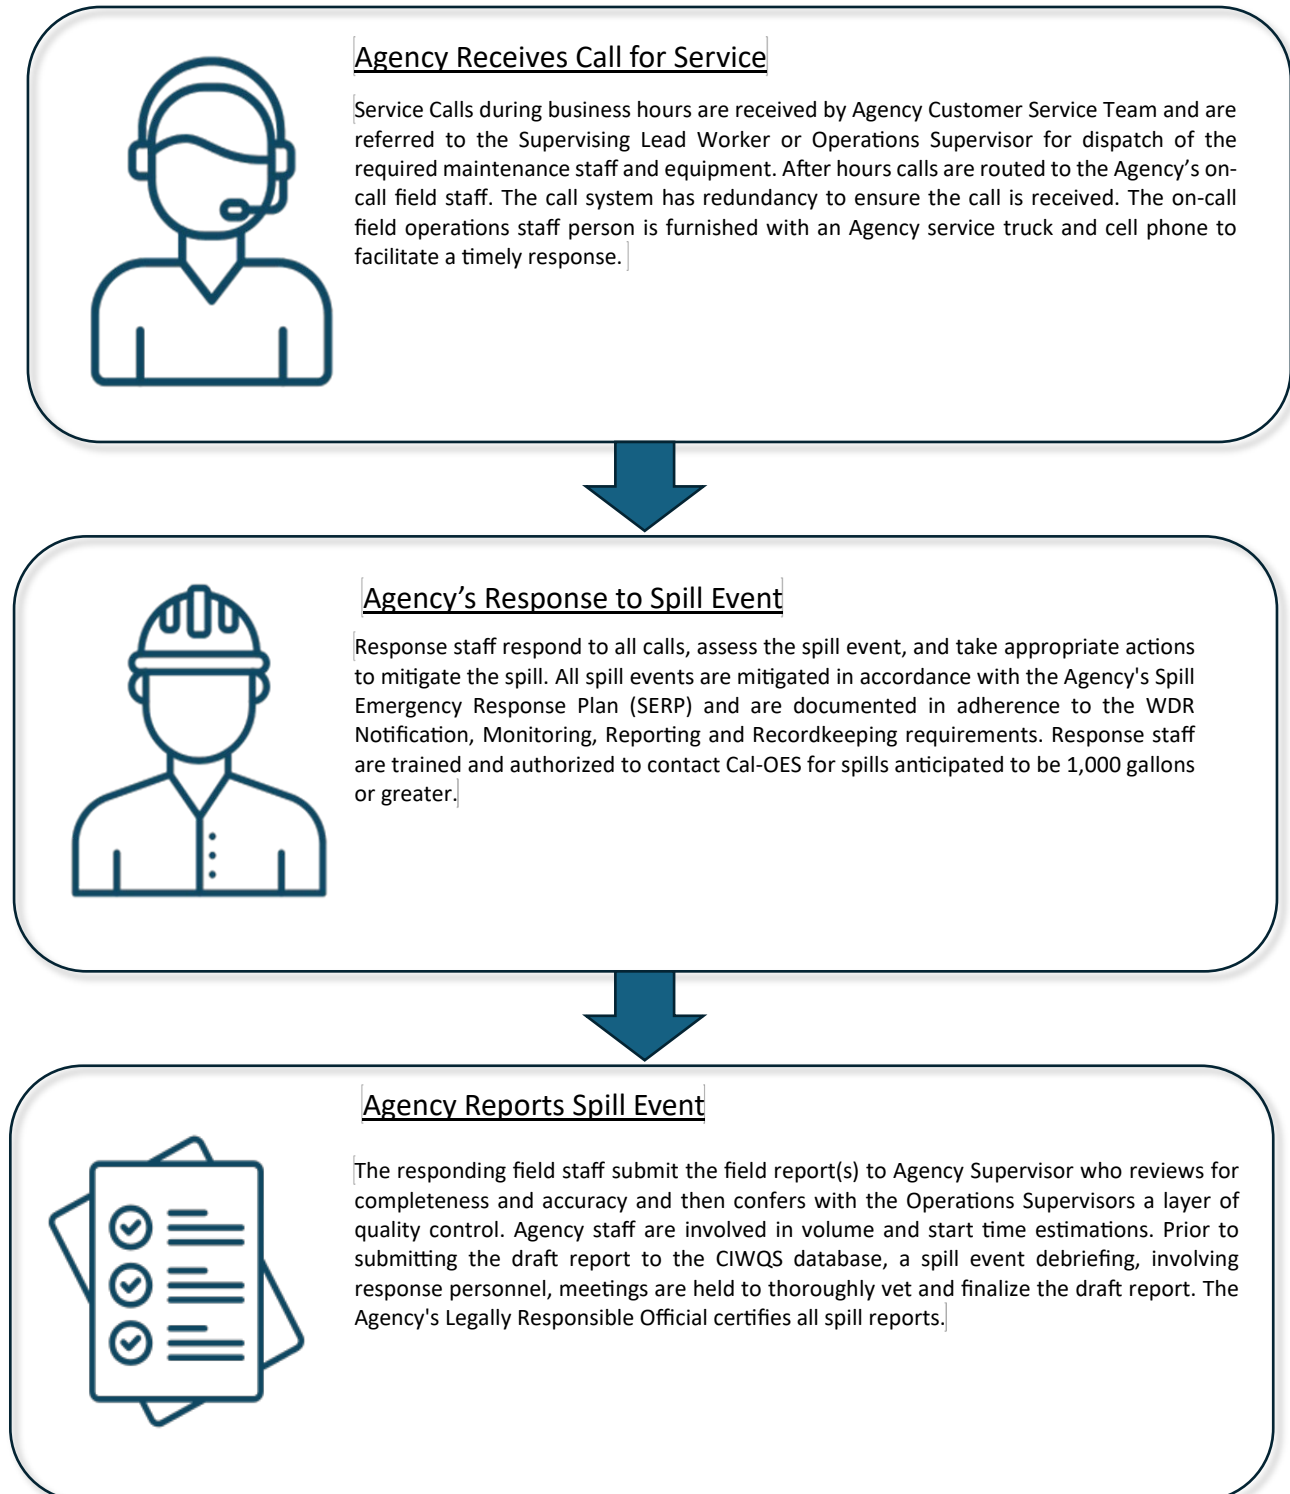 Agency Receives Call for Service
Service Calls during business hours are received by Agency Customer Service Team and are
referred to the Supervising Lead Worker or Operations Supervisor for dispatch of the
required maintenance staff and equipment. After hours calls are routed to the Agency’s on-
call field staff. The call system has redundancy to ensure the call is received. The on-call
field operations staff person is furnished with an Agency service truck and cell phone to
facilitate a timely response.
Agency’s Response to Spill Event
Response staff respond to all calls, assess the spill event, and take appropriate actions
to mitigate the spill. All spill events are mitigated in accordance with the Agency's Spill
Emergency Response Plan (SERP) and are documented in adherence to the WDR
Notification, Monitoring, Reporting and Recordkeeping requirements. Response staff
are trained and authorized to contact Cal-OES for spills anticipated to be 1,000 gallons
or greater.
Agency Reports Spill Event
The responding field staff submit the field report(s) to Agency Supervisor who reviews for
completeness and accuracy and then confers with the Operations Supervisors a layer of
quality control. Agency staff are involved in volume and start time estimations. Prior to
submitting the draft report to the CIWQS database, a spill event debriefing, involving
response personnel, meetings are held to thoroughly vet and finalize the draft report. The
Agency's Legally Responsible Official certifies all spill reports.